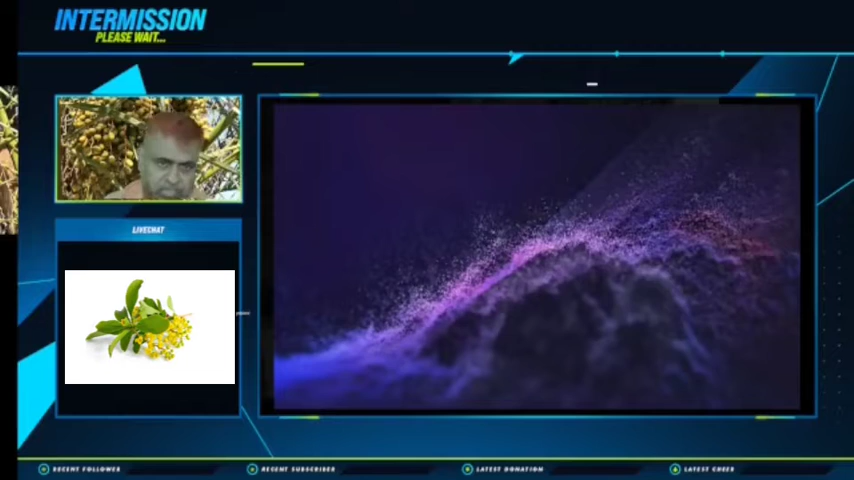 INTERMISSION
PLEASE WAIT...
LIVECHAT
RECENT FOLLOWER
RECENT SUBSCRIBER
LATEST DONATION
LATEST CHEER